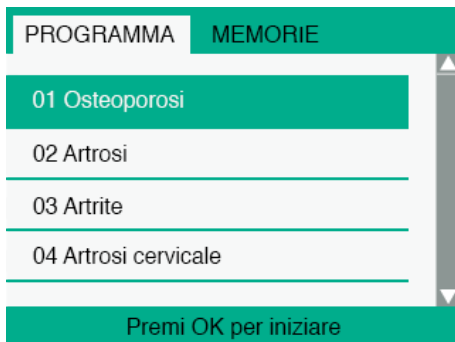 PROGRAMMA MEMORIE
01 Osteoporosi
02 Artrosi
03 Artrite
04 Artrosi cervicale
Premi OK per iniziare